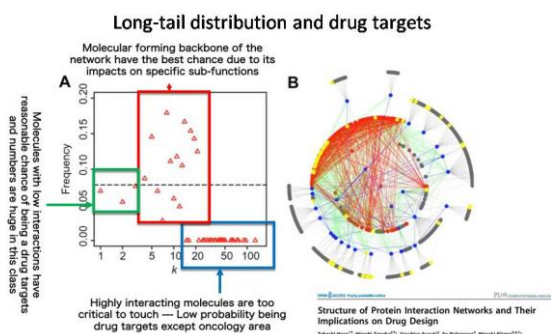 Long-tail distribution and drug targets
Molecular forming backbone of the
network have the best chance due to its
impacts on specific sub-functions
A
B
Molecules with low interactions have
reasonable chance of being a drug targets
and numbers are huge in this class
Frequency
0.20
0.15
0.10
0.05
0.00
1 2 5 20 50 100
k
Highly interacting molecules are too
critical to touch --- Low probability being
drug targets except oncology area
Structure of Protein Interaction Networks and Their
Implications on Drug Design